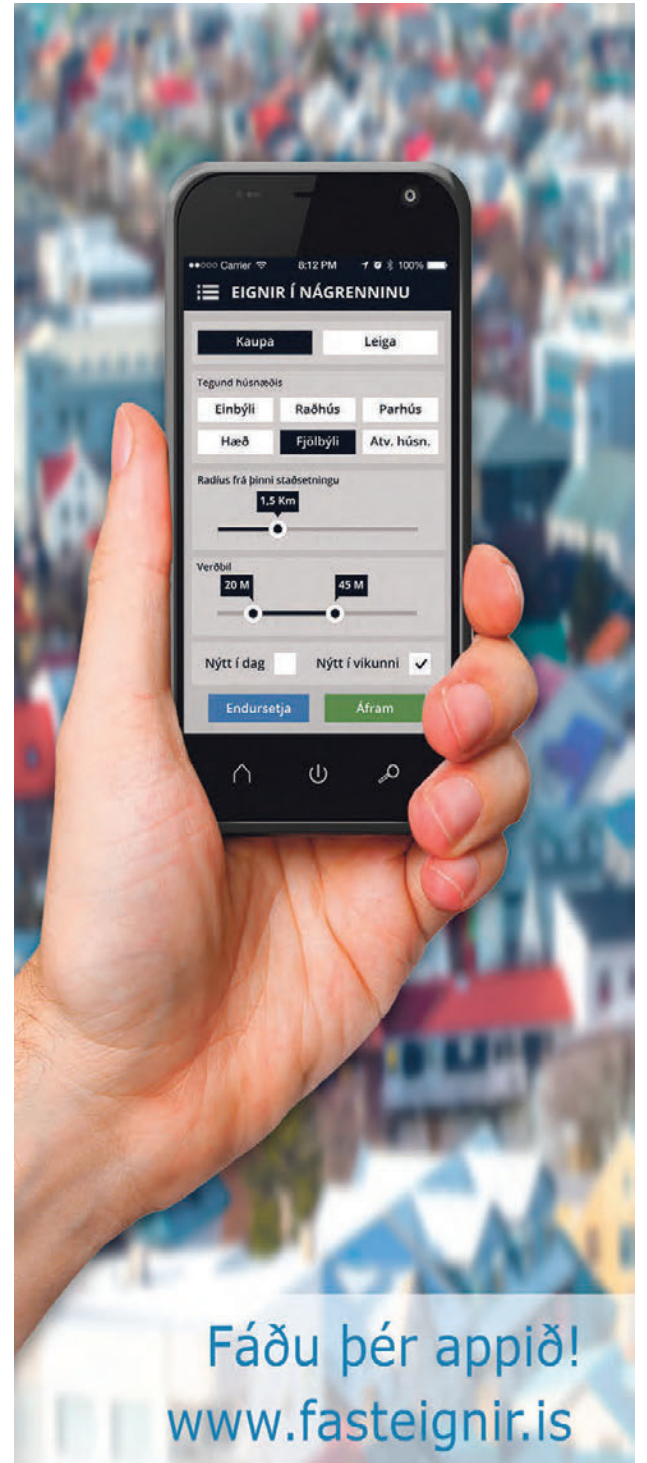 Carrier 8:12 PM 100%
EIGNIR Í NÁGRENNINU
Kaupa Leiga
Tegund húsnæðis
Einbýli Raðhús Parhús
Hæð Fjölbýli Atv. húsn.
Radíus frá þinni staðsetningu
1,5 Km
Verðbil
20 M 45 M
Nýtt í dag Nýtt í vikunni
Endursetja Áfram
Fáðu þér appið!
www.fasteignir.is